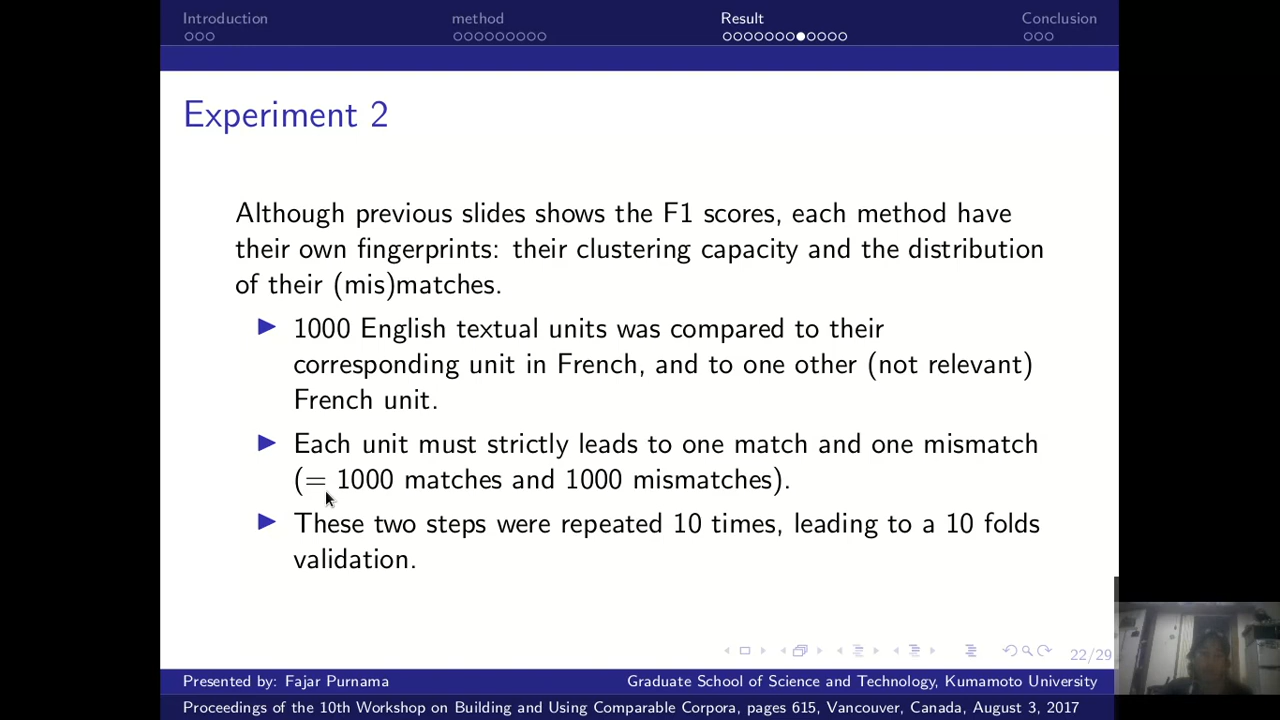 Introduction method Result Conclusion
Experiment 2
Although previous slides shows the F1 scores, each method have
their own fingerprints: their clustering capacity and the distribution
of their (mis)matches.
1000 English textual units was compared to their
corresponding unit in French, and to one other (not relevant)
French unit.
Each unit must strictly leads to one match and one mismatch
(= 1000 matches and 1000 mismatches).
These two steps were repeated 10 times, leading to a 10 folds
validation.
22/29
Presented by: Fajar Purnama Graduate School of Science and Technology, Kumamoto University
Proceedings of the 10th Workshop on Building and Using Comparable Corpora, pages 615, Vancouver, Canada, August 3, 2017